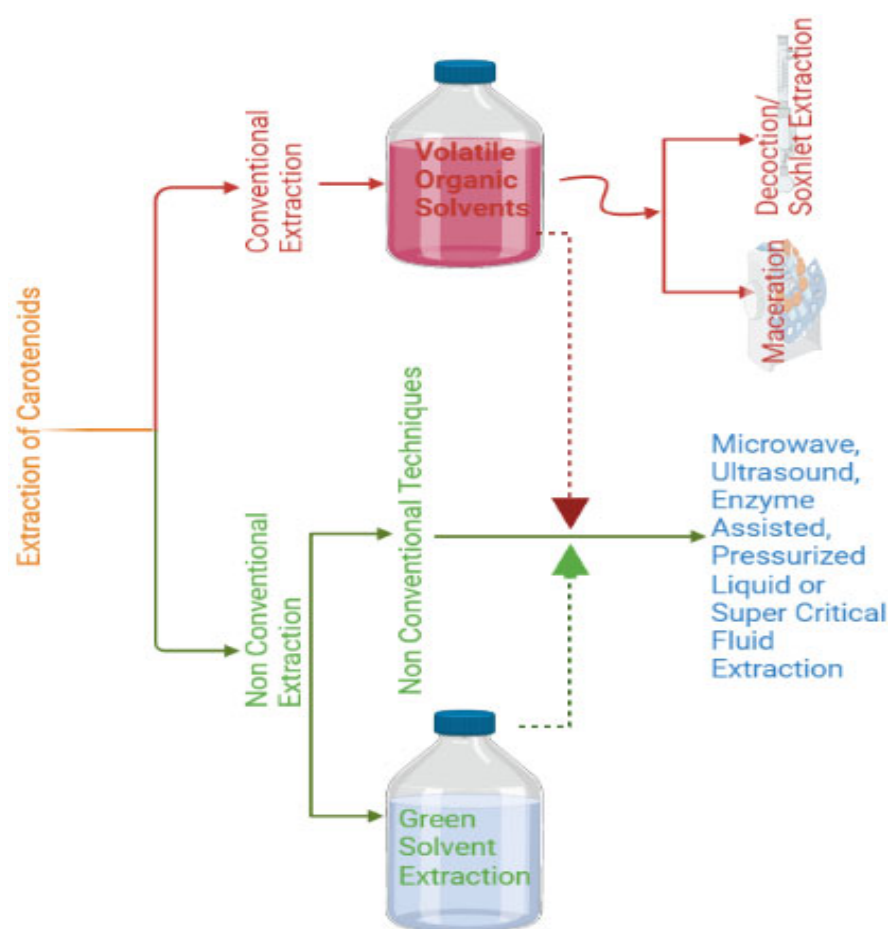 Extraction of Carotenoids
Conventional
Extraction
Volatile
Organic
Solvents
Decoction/
Soxhlet Extraction
Maceration
Non Conventional
Extraction
Non Conventional Techniques
Microwave,
Ultrasound,
Enzyme
Assisted,
Pressurized
Liquid or
Super Critical
Fluid
Extraction
Green
Solvent
Extraction